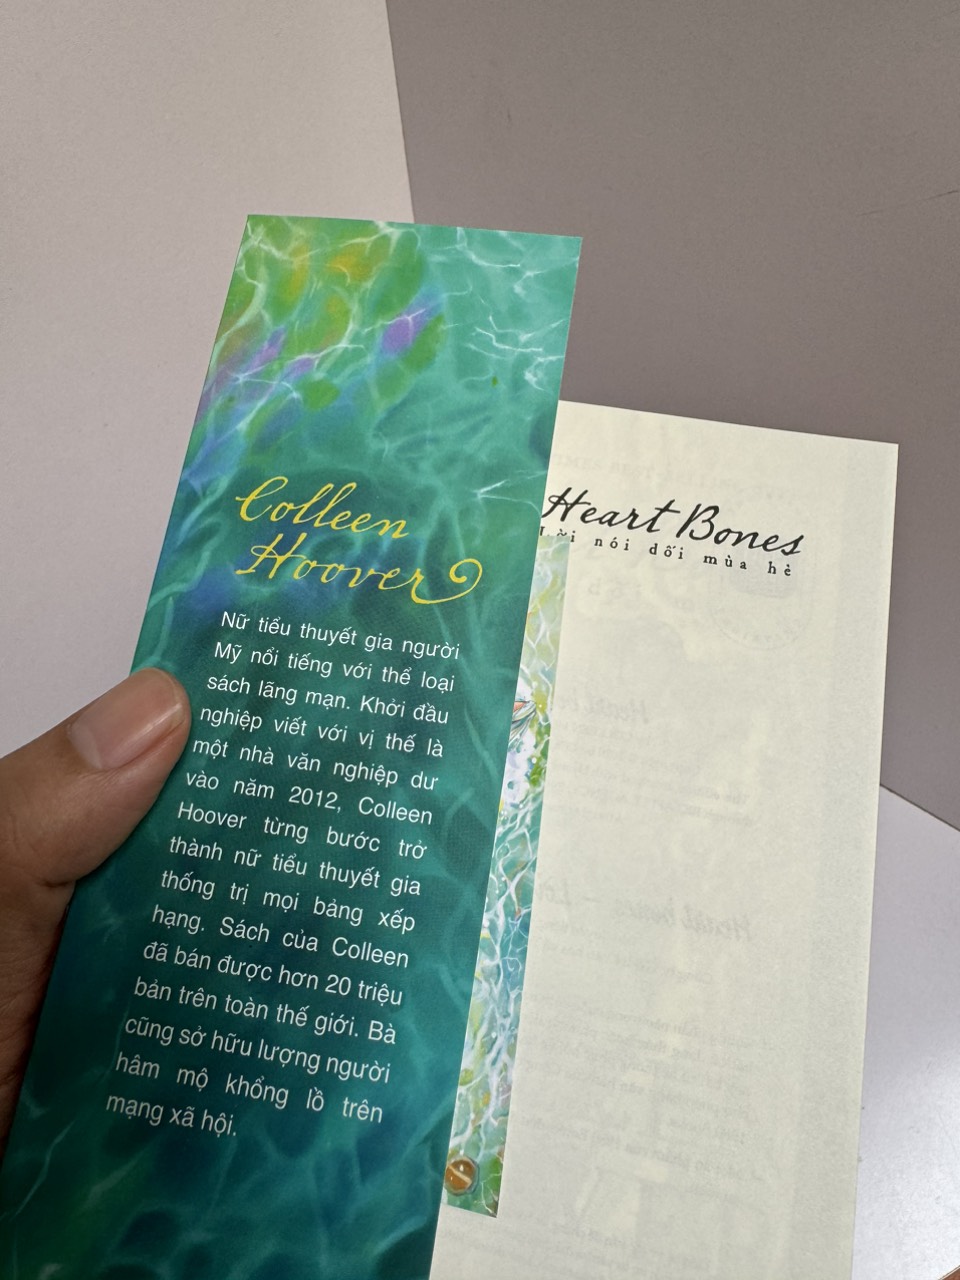 Colleen
Hoover
Nữ tiểu thuyết gia người
Mỹ nổi tiếng với thể loại
sách lãng mạn. Khởi đầu
nghiệp viết với vị thế là
một nhà văn nghiệp dư
vào năm 2012, Colleen
Hoover từng bước trở
thành nữ tiểu thuyết gia
thống trị mọi bảng xếp
hạng. Sách của Colleen
đã bán được hơn 20 triệu
bản trên toàn thế giới. Bà
cũng sở hữu lượng người
hâm mộ khổng lồ trên
mạng xã hội.
Heart Bones
Lời nói dối mùa hè